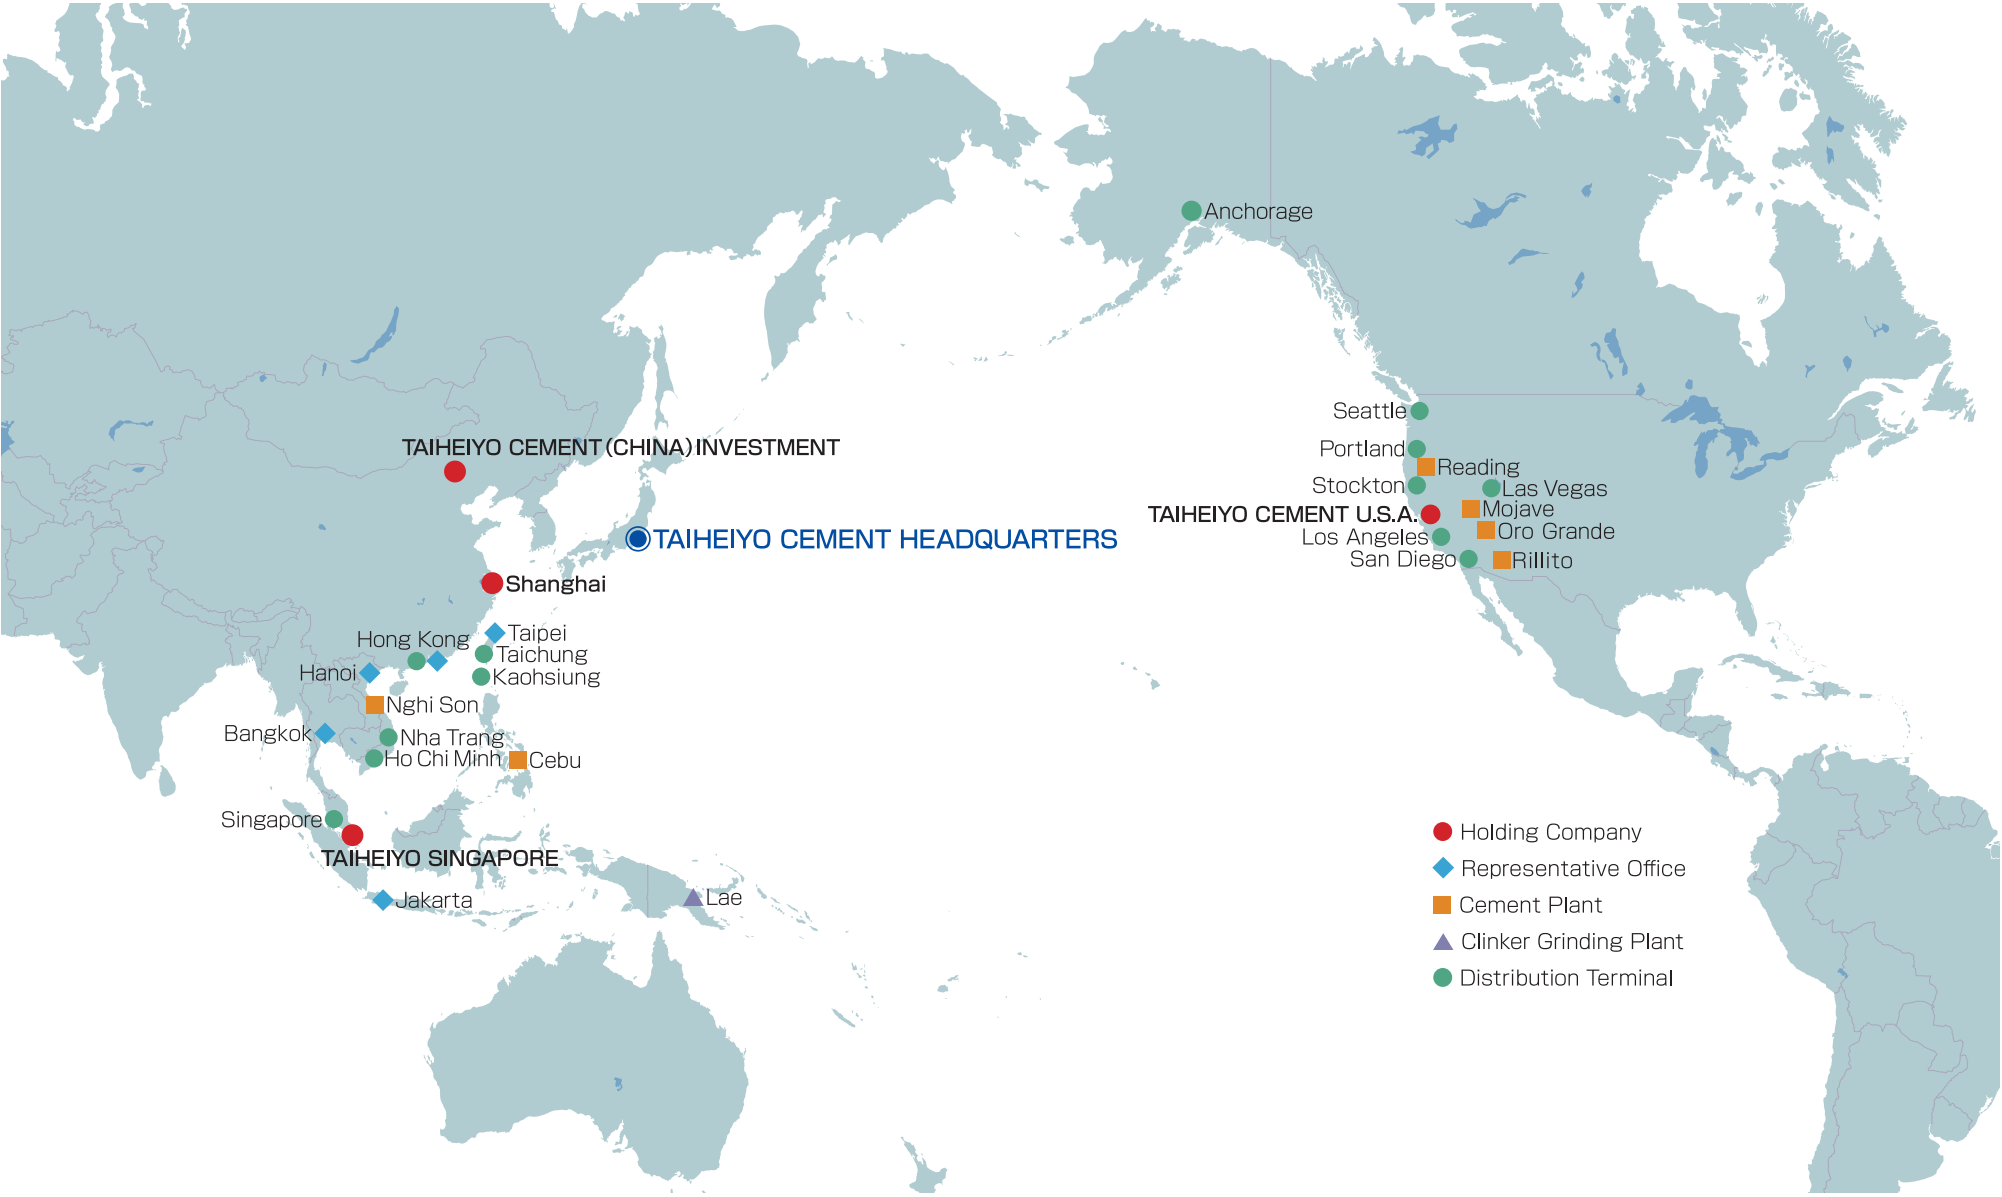 Anchorage
Seattle
Portland
Reading
Stockton
Las Vegas
Mojave
TAIHEIYO CEMENT U.S.A.
Oro Grande
Los Angeles
San Diego
Rillito
TAIHEIYO CEMENT (CHINA) INVESTMENT
TAIHEIYO CEMENT HEADQUARTERS
Shanghai
Taipei
Hong Kong
Taichung
Hanoi
Kaohsiung
Nghi Son
Bangkok
Nha Trang
Ho Chi Minh
Cebu
Singapore
TAIHEIYO SINGAPORE
Jakarta
Lae
Holding Company
Representative Office
Cement Plant
Clinker Grinding Plant
Distribution Terminal